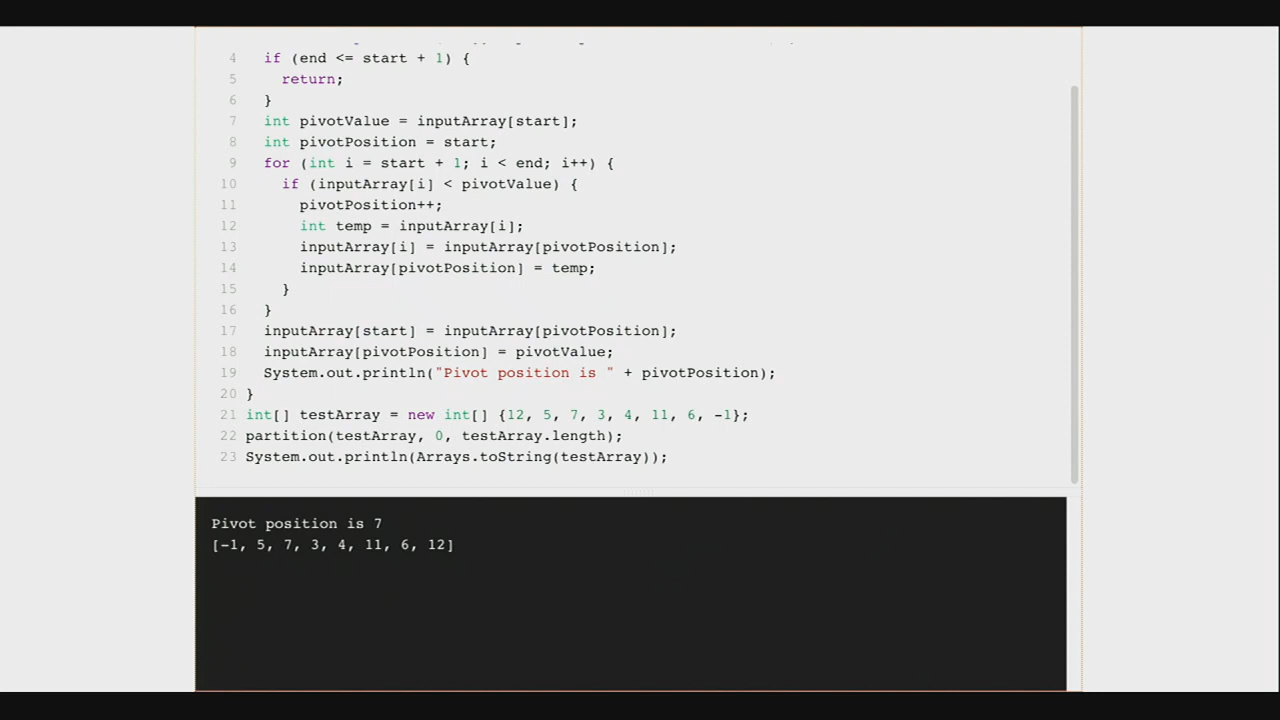 4 if (end <= start + 1) {
5 return;
6 }
7 int pivotValue = inputArray[start];
8 int pivotPosition = start;
9 for (int i = start + 1; i < end; i++) {
10 if (inputArray[i] < pivotValue) {
11 pivotPosition++;
12 int temp = inputArray[i];
13 inputArray[i] = inputArray[pivotPosition];
14 inputArray[pivotPosition] = temp;
15 }
16 }
17 inputArray[start] = inputArray[pivotPosition];
18 inputArray[pivotPosition] = pivotValue;
19 System.out.println("Pivot position is " + pivotPosition);
20 }
21 int[] testArray = new int[] {12, 5, 7, 3, 4, 11, 6, -1};
22 partition(testArray, 0, testArray.length);
23 System.out.println(Arrays.toString(testArray));
Pivot position is 7
[-1, 5, 7, 3, 4, 11, 6, 12]